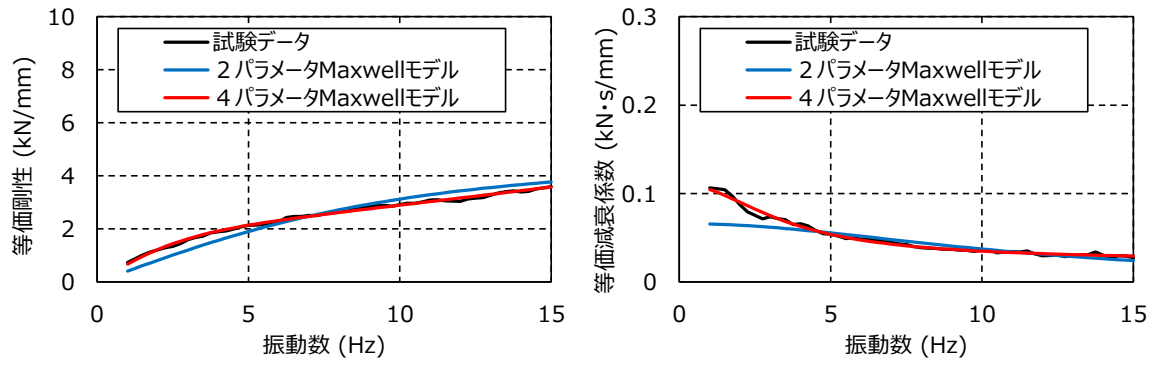 等価剛性 (kN/mm)
10
8
6
4
2
0
試験データ
２パラメータMaxwellモデル
４パラメータMaxwellモデル
0
5
10
15
振動数 (Hz)
等価減衰係数 (kN･s/mm)
0.3
0.2
0.1
0
試験データ
２パラメータMaxwellモデル
４パラメータMaxwellモデル
0
5
10
15
振動数 (Hz)